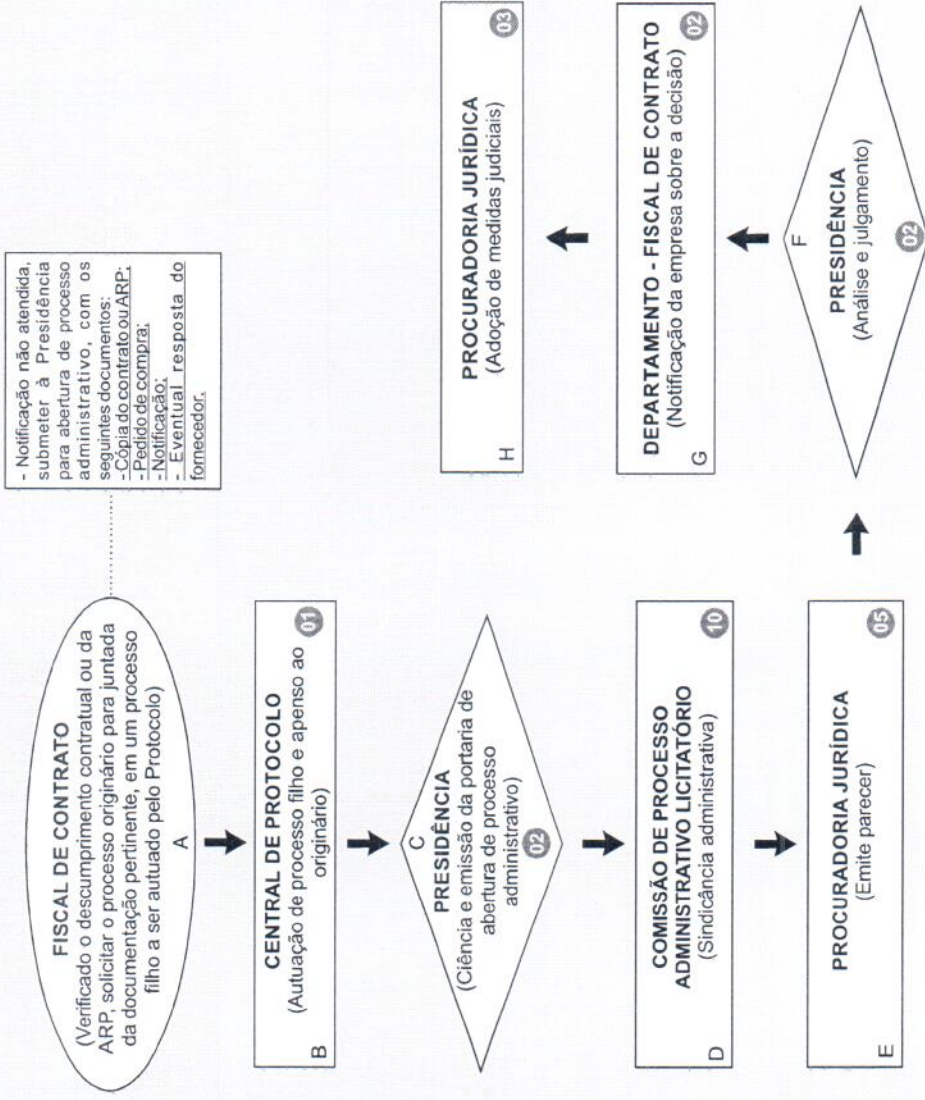 FISCAL DE CONTRATO
(Verificado o descumprimento contratual ou da
ARP, solicitar o processo originário para juntada
da documentação pertinente, em um processo
filho a ser autuado pelo Protocolo)
A
- Notificação não atendida,
submeter à Presidência
para abertura de processo
administrativo, com os
seguintes documentos:
- Cópia do contrato ou ARP;
- Pedido de compra;
- Notificação;
- Eventual resposta do
fornecedor.
CENTRAL DE PROTOCOLO
(Autuação de processo filho e apenso ao
originário)
B
01
C
PRESIDÊNCIA
(Ciência e emissão da portaria de
abertura de processo
administrativo)
02
COMISSÃO DE PROCESSO
ADMINISTRATIVO LICITATÓRIO
(Sindicância administrativa)
D
10
PROCURADORIA JURÍDICA
(Emite parecer)
E
05
F
PRESIDÊNCIA
(Análise e julgamento)
02
DEPARTAMENTO - FISCAL DE CONTRATO
(Notificação da empresa sobre a decisão)
G
02
PROCURADORIA JURÍDICA
(Adoção de medidas judiciais)
H
03